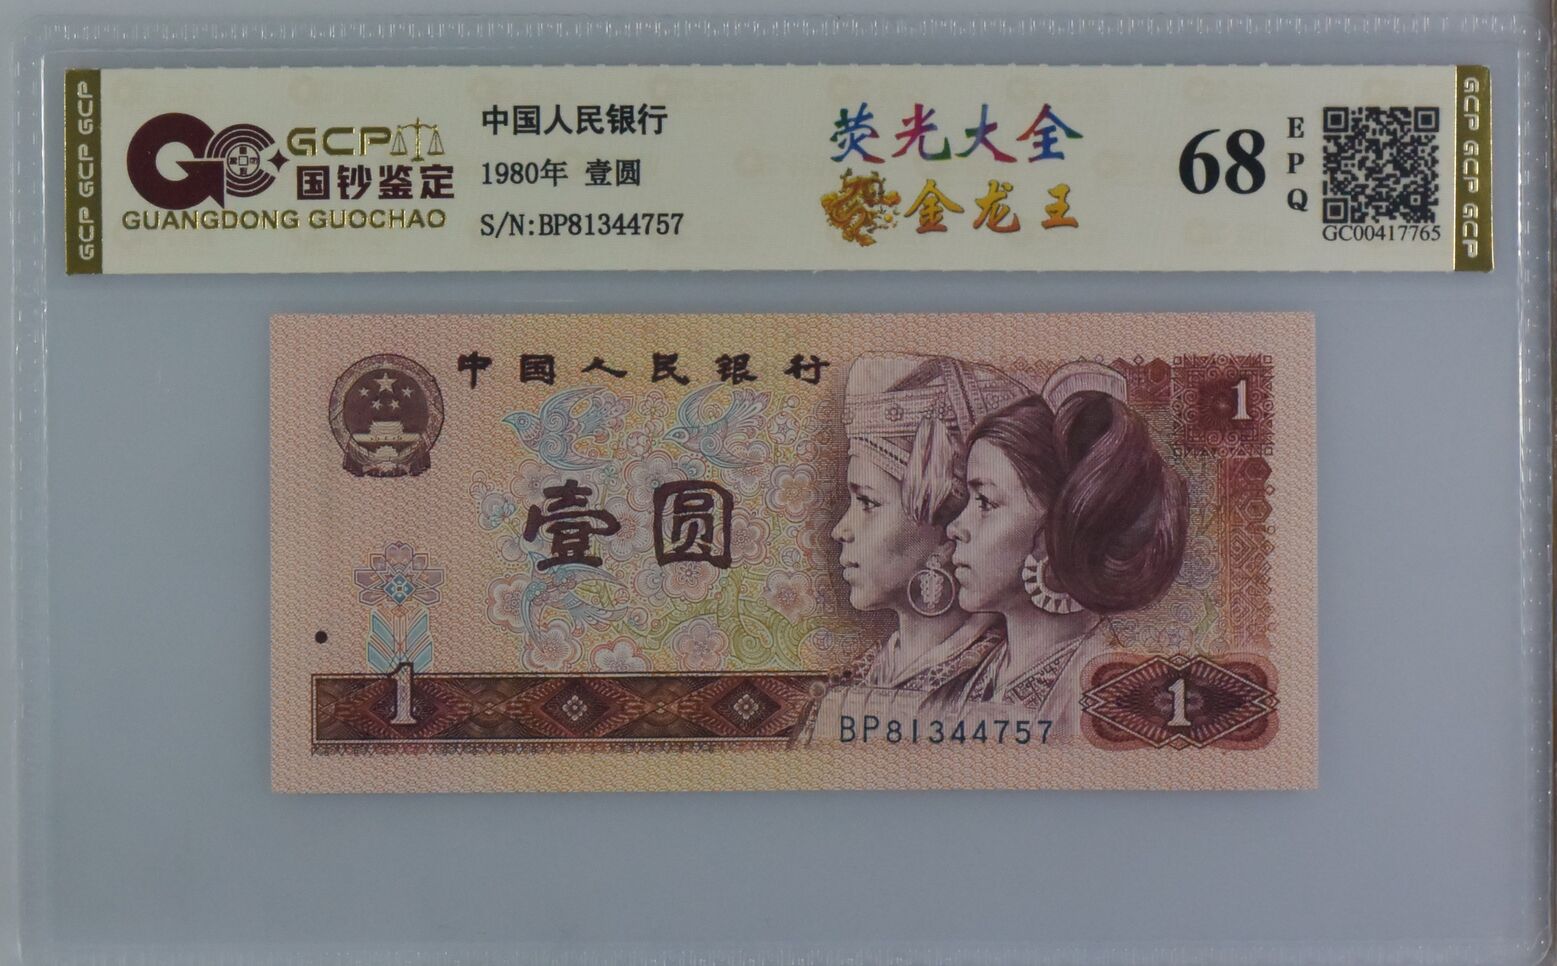 GCP GCP GCP
GCP
国钞鉴定
GUANGDONG GUOCHAO
中国人民银行
1980年 壹圆
S/N:BP81344757
荧光大全
金龙王
68
EPQ
GC00417765
GCP GCP GCP
中国人民银行
1
壹圆
1
BP81344757
1